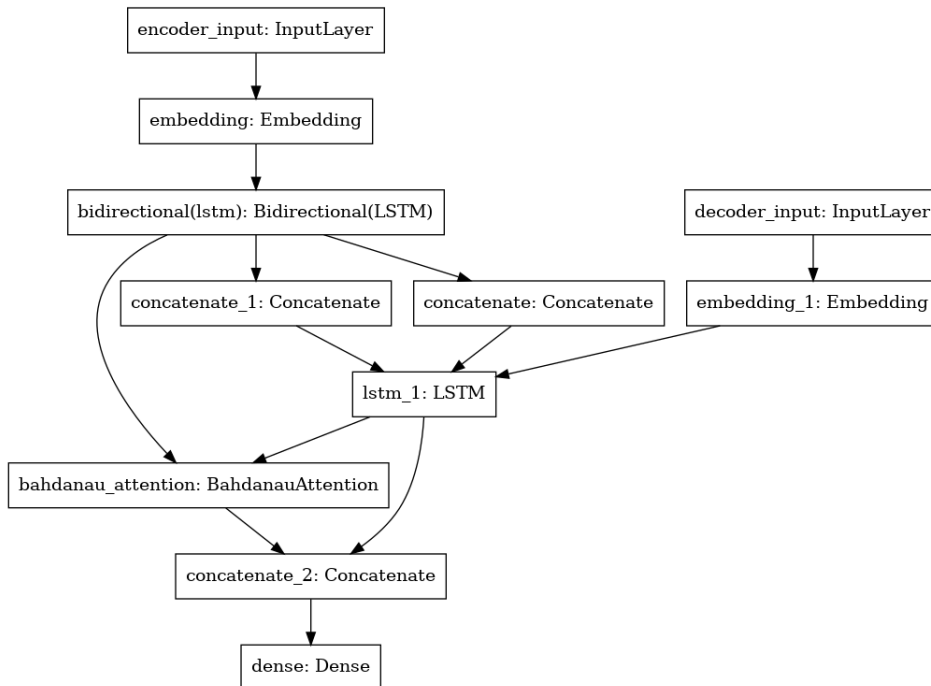 encoder_input: InputLayer
embedding: Embedding
bidirectional(lstm): Bidirectional(LSTM)
decoder_input: InputLayer
concatenate_1: Concatenate
concatenate: Concatenate
embedding_1: Embedding
lstm_1: LSTM
bahdanau_attention: BahdanauAttention
concatenate_2: Concatenate
dense: Dense